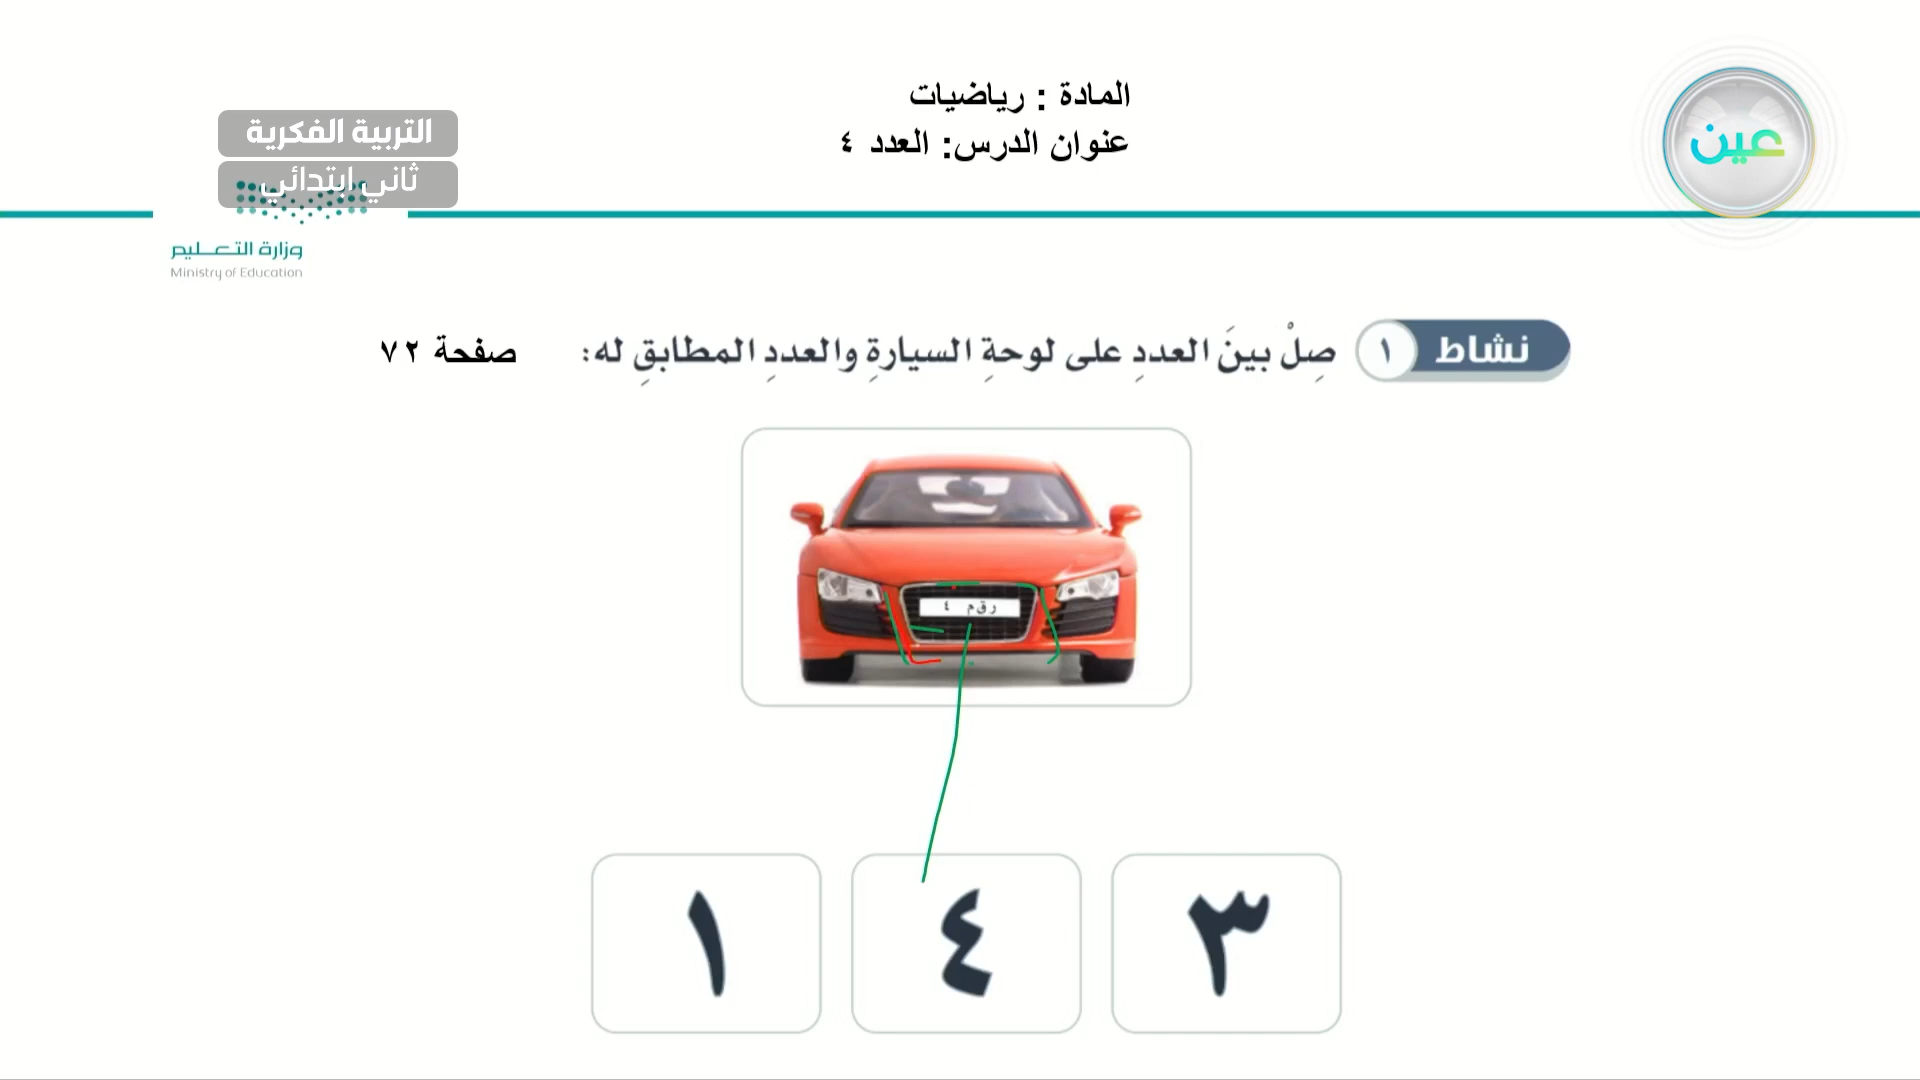 المادة : رياضيات
عنوان الدرس: العدد ٤
عين
التربية الفكرية
ثاني ابتدائي
وزارة التعليم
Ministry of Education
نشاط ١ صِلْ بينَ العددِ على لوحةِ السيارةِ والعددِ المطابقِ له: صفحة ٧٢
رقم ٤
٣ ٤ ١